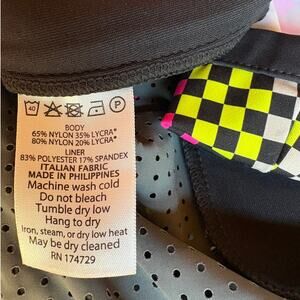 40 P
BODY
65% NYLON 35% LYCRA®
80% NYLON 20% LYCRA®
LINER
83% POLYESTER 17% SPANDEX
ITALIAN FABRIC
MADE IN PHILIPPINES
Machine wash cold
Do not bleach
Tumble dry low
Hang to dry
Iron, steam, or dry low heat
May be dry cleaned
RN 174729